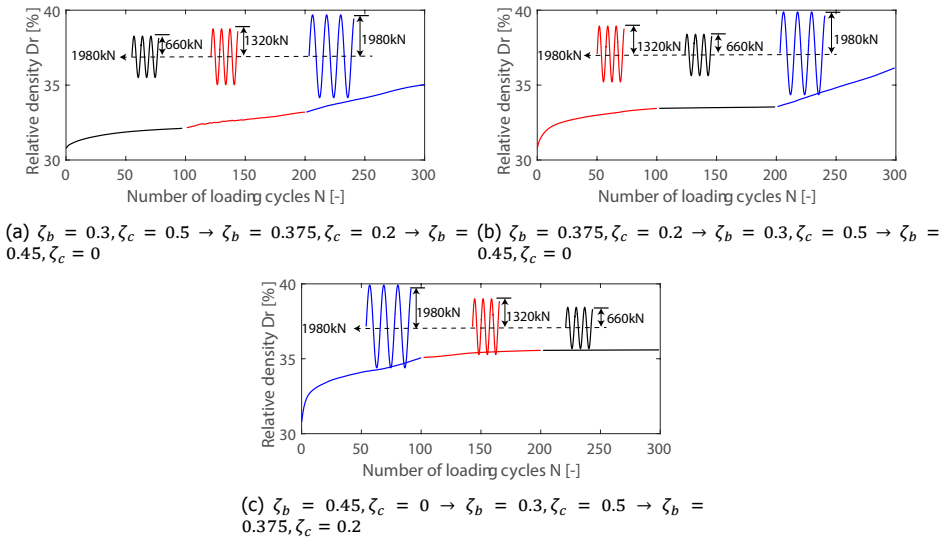 Relative density Dr [%]
40
35
30
1980kN
660kN
1320kN
1980kN
0 50 100 150 200 250 300
Number of loading cycles N [-]
(a) ζb = 0.3, ζc = 0.5 → ζb = 0.375, ζc = 0.2 → ζb =
0.45, ζc = 0
Relative density Dr [%]
40
35
30
1980kN
1320kN
660kN
1980kN
0 50 100 150 200 250 300
Number of loading cycles N [-]
(b) ζb = 0.375, ζc = 0.2 → ζb = 0.3, ζc = 0.5 → ζb =
0.45, ζc = 0
Relative density Dr [%]
40
35
30
1980kN
1980kN
1320kN
660kN
0 50 100 150 200 250 300
Number of loading cycles N [-]
(c) ζb = 0.45, ζc = 0 → ζb = 0.3, ζc = 0.5 → ζb =
0.375, ζc = 0.2